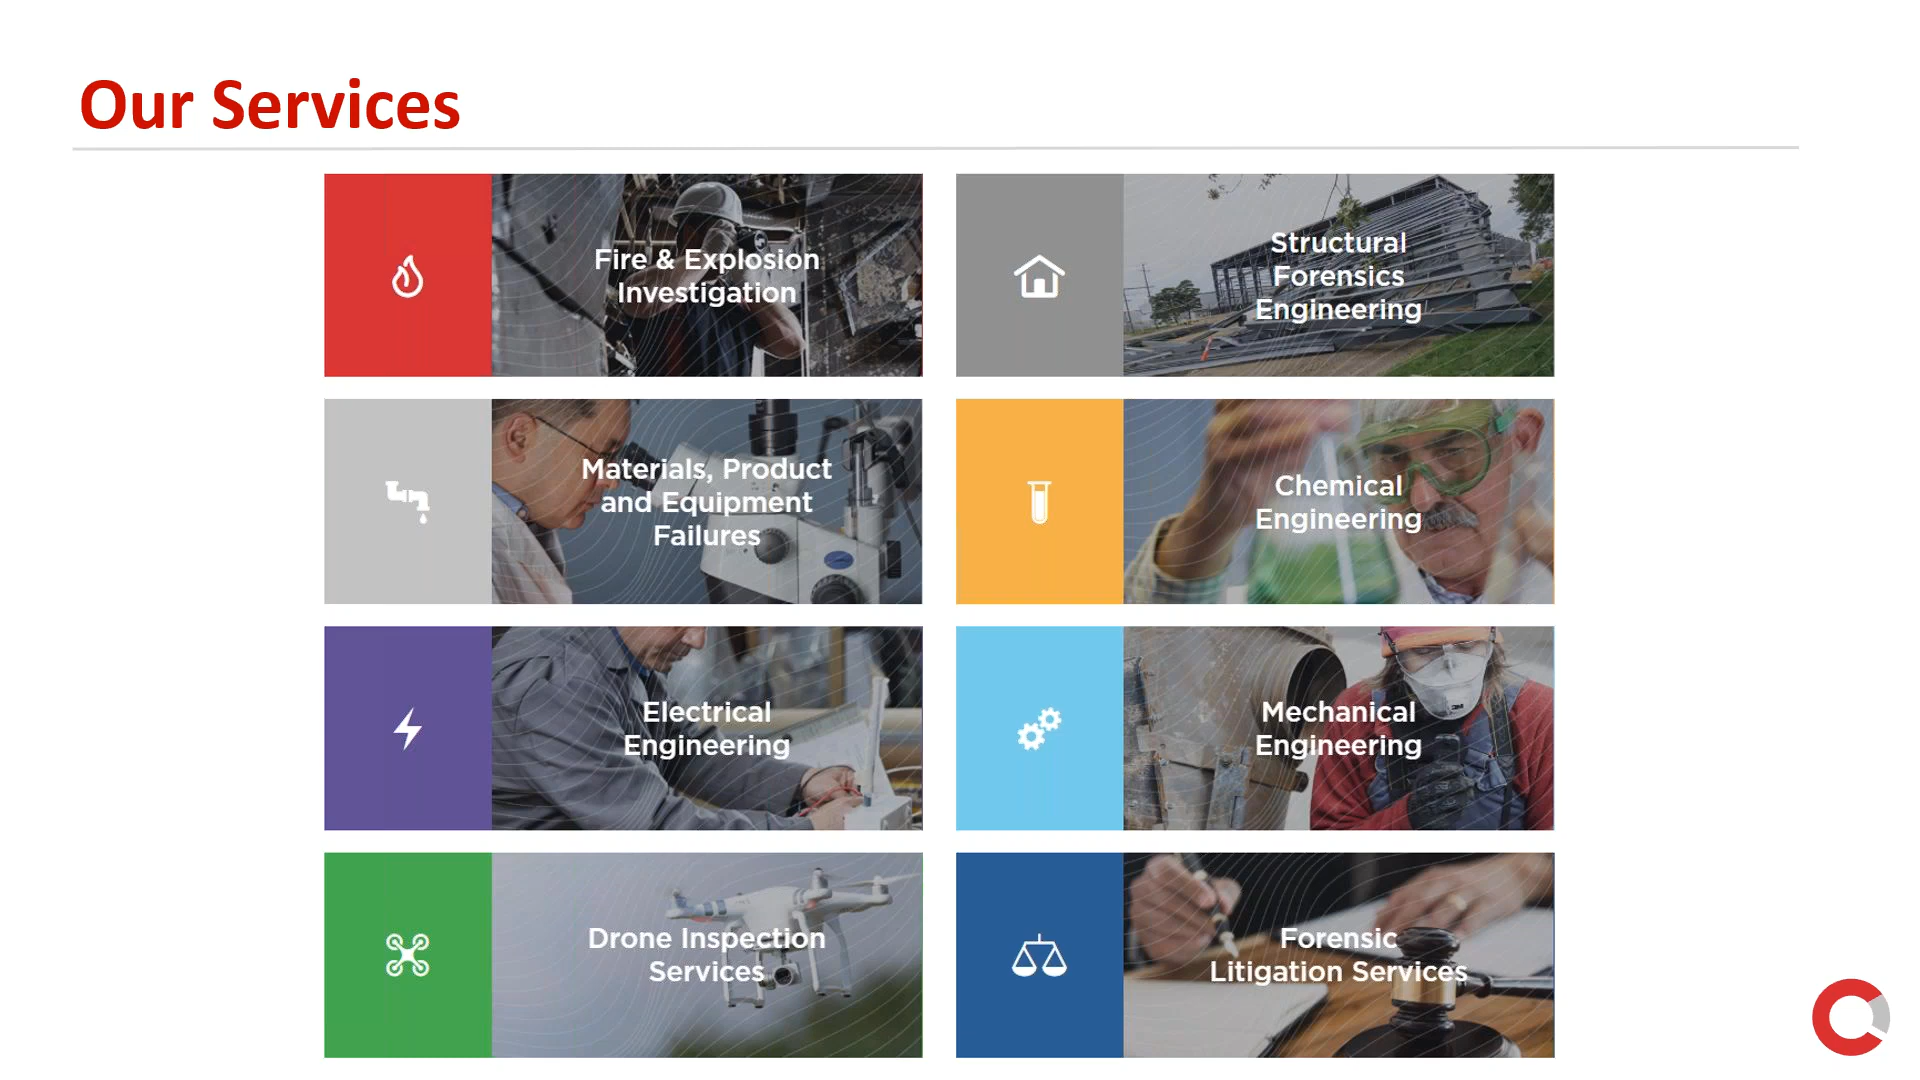 Our Services
Fire & Explosion
Investigation
Structural
Forensics
Engineering
Materials, Product
and Equipment
Failures
Chemical
Engineering
Electrical
Engineering
Mechanical
Engineering
Drone Inspection
Services
Forensic
Litigation Services
3M